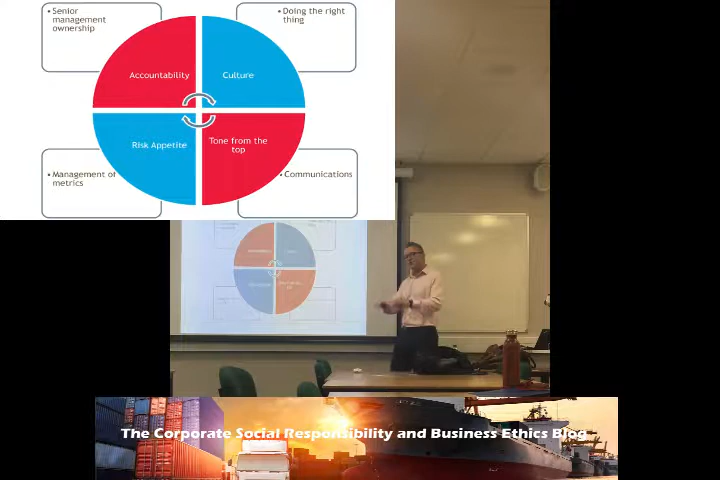 • Senior
management
ownership
• Doing the right
thing
Accountability
Culture
Risk Appetite
Tone from the
top
• Management of
metrics
• Communications
The Corporate Social Responsibility and Business Ethics Blog